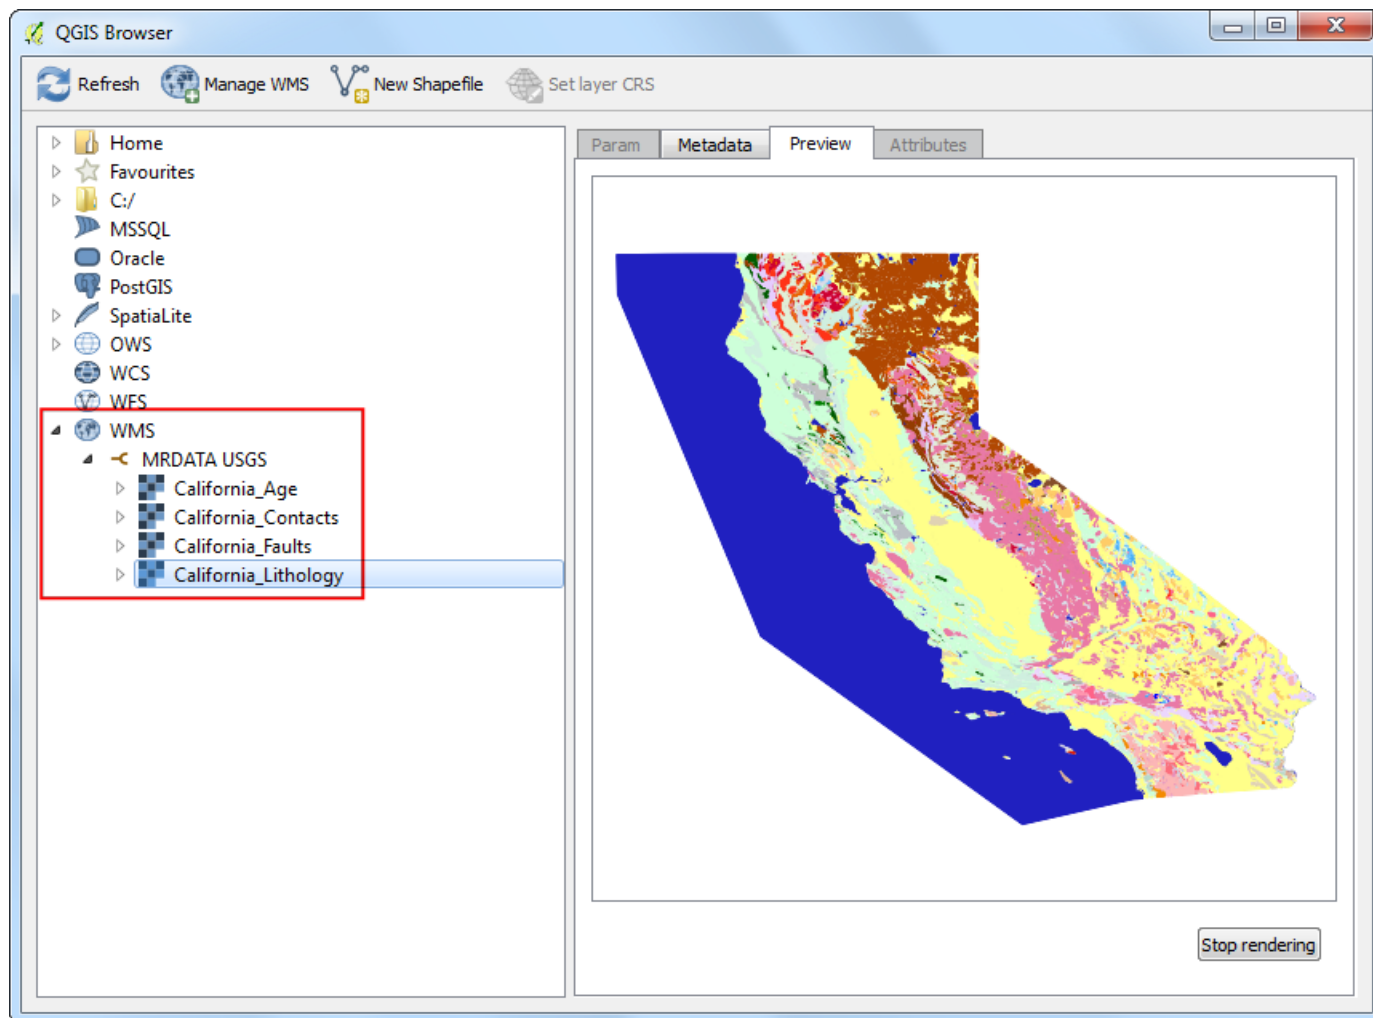 QGIS Browser
Refresh Manage WMS New Shapefile Set layer CRS
Home
Favourites
C:/
MSSQL
Oracle
PostGIS
SpatiaLite
OWS
WCS
WFS
WMS
MRDATA USGS
California_Age
California_Contacts
California_Faults
California_Lithology
Param Metadata Preview Attributes
Stop rendering